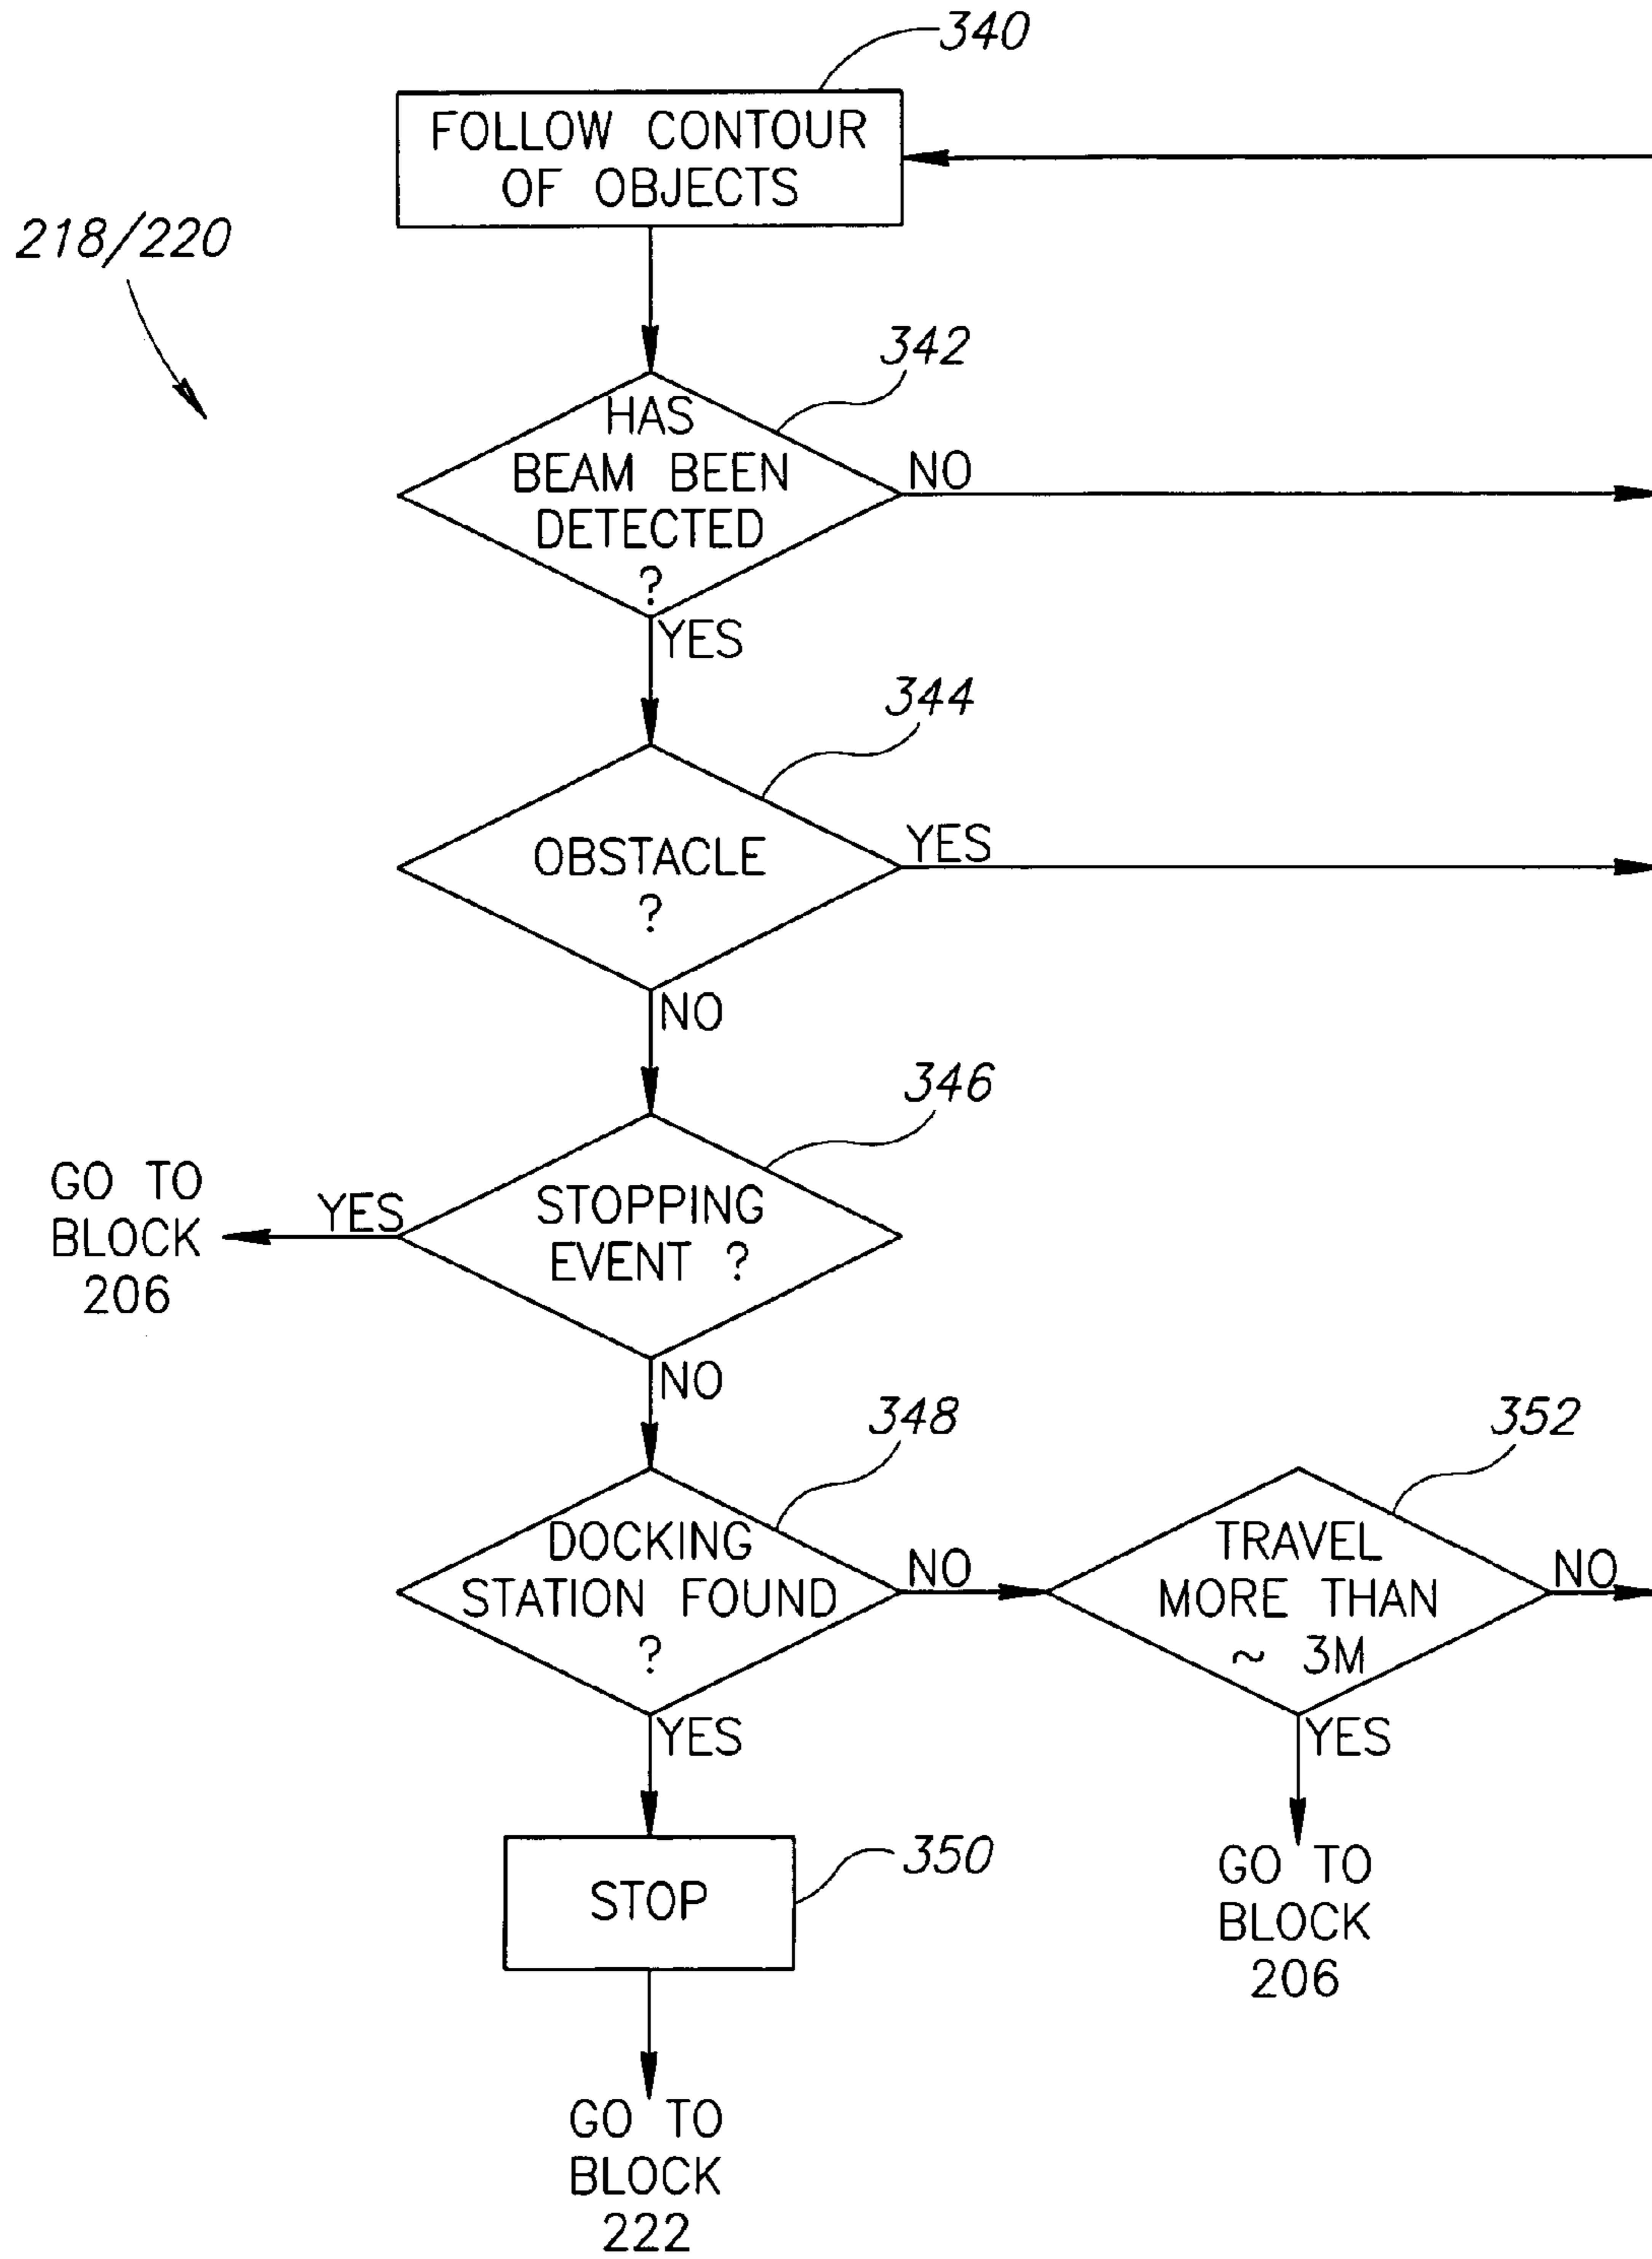 340
FOLLOW CONTOUR
OF OBJECTS
218/220
342
HAS
BEAM BEEN
DETECTED
?
NO
YES
344
OBSTACLE
?
YES
NO
346
STOPPING
EVENT ?
YES
GO TO
BLOCK
206
NO
348
DOCKING
STATION FOUND
?
NO
352
TRAVEL
MORE THAN
~ 3M
NO
YES
YES
350
STOP
GO TO
BLOCK
206
GO TO
BLOCK
222